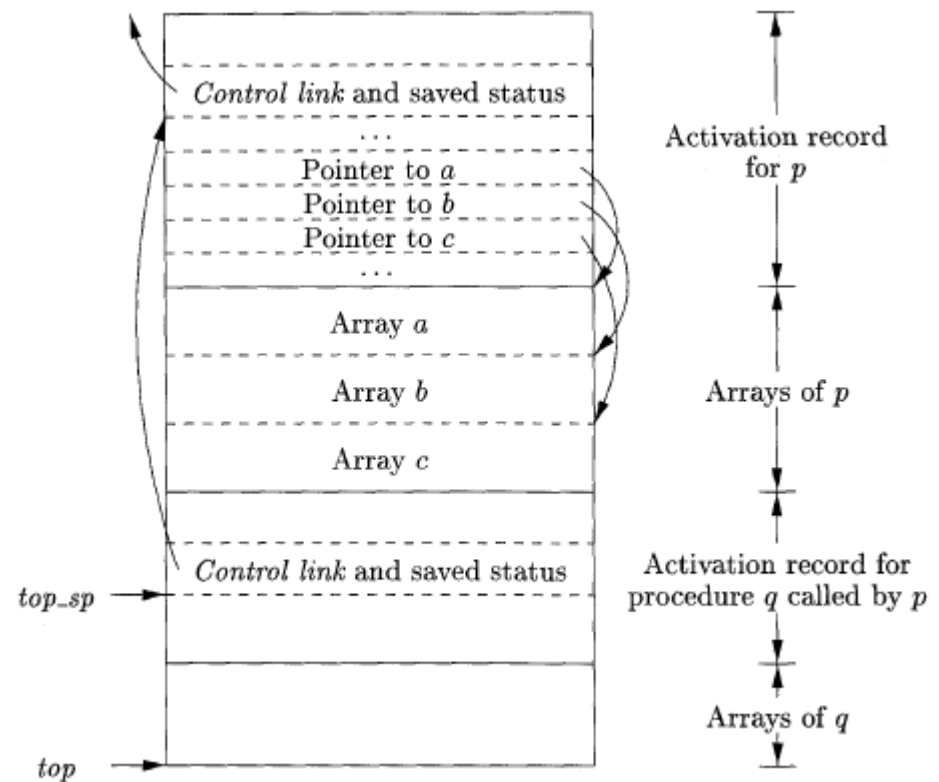 Control link and saved status
...
Pointer to a
Pointer to b
Pointer to c
...
Array a
Array b
Array c
Control link and saved status
top_sp
top
Activation record
for p
Arrays of p
Activation record for
procedure q called by p
Arrays of q